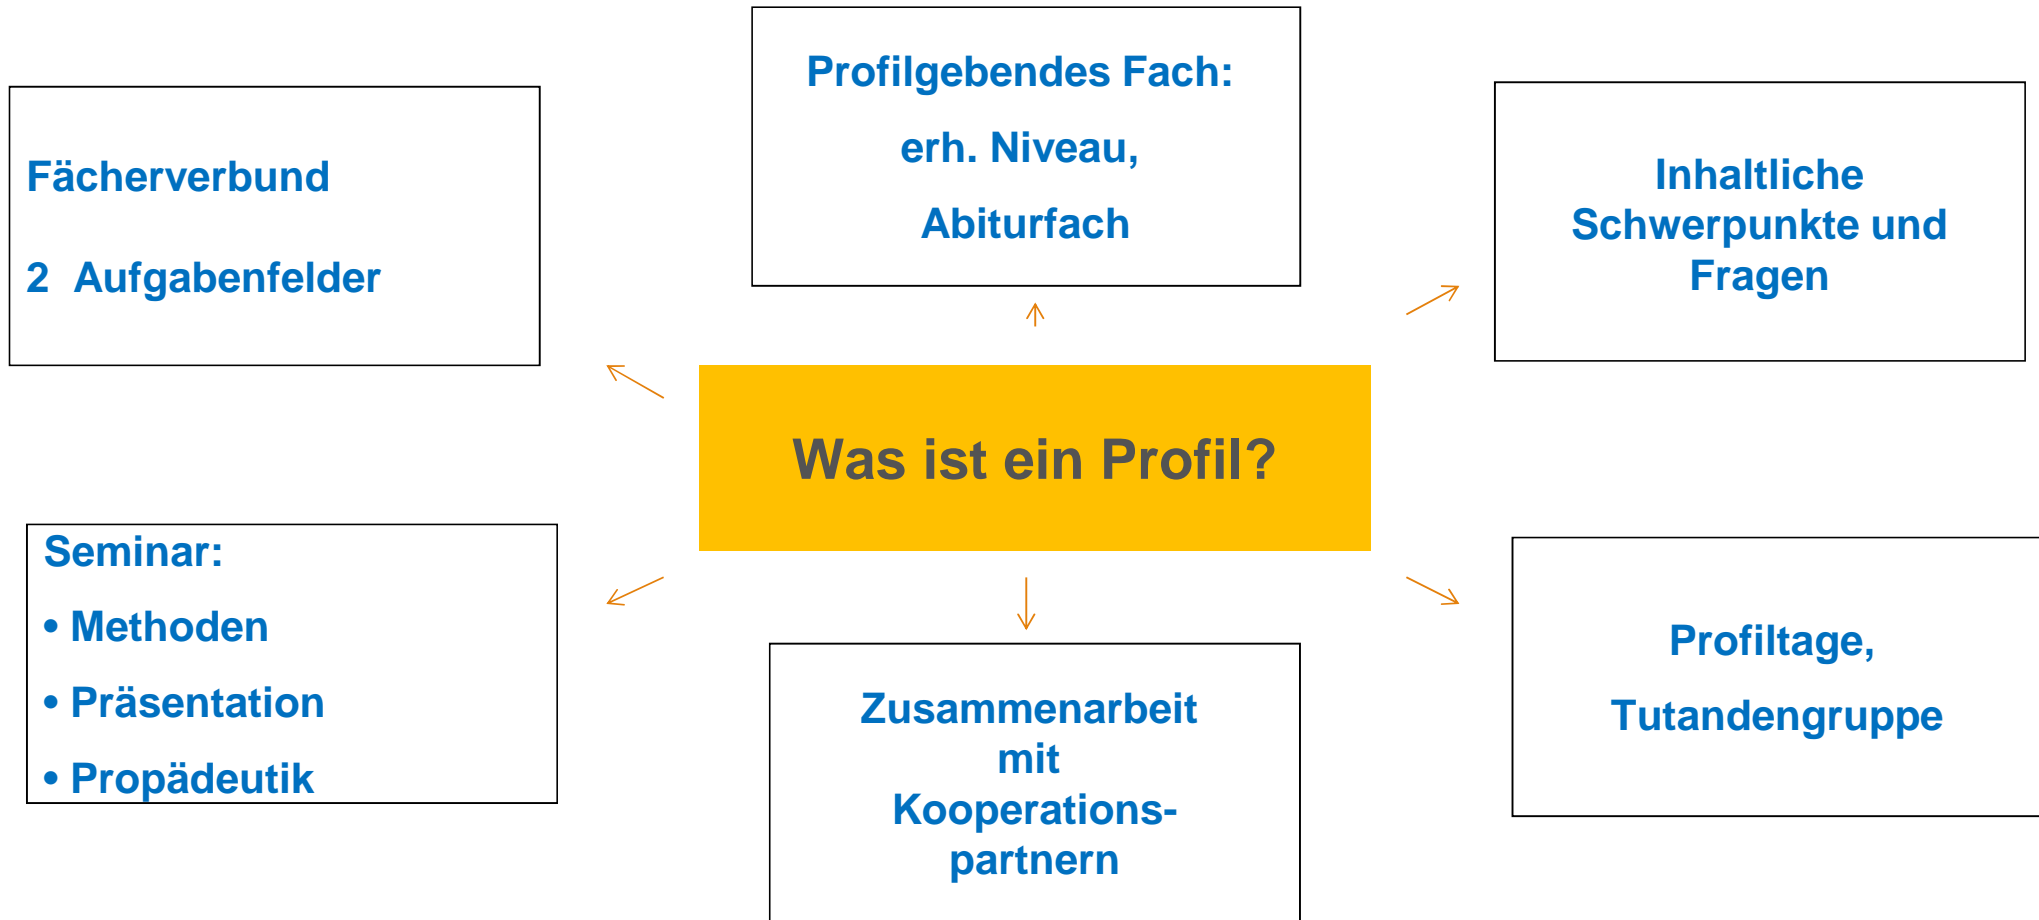 Profilgebendes Fach:
erh. Niveau,
Abiturfach
Fächerverbund
2 Aufgabenfelder
Inhaltliche
Schwerpunkte und
Fragen
Was ist ein Profil?
Seminar:
• Methoden
• Präsentation
• Propädeutik
Zusammenarbeit
mit
Kooperations-
partnern
Profiltage,
Tutandengruppe